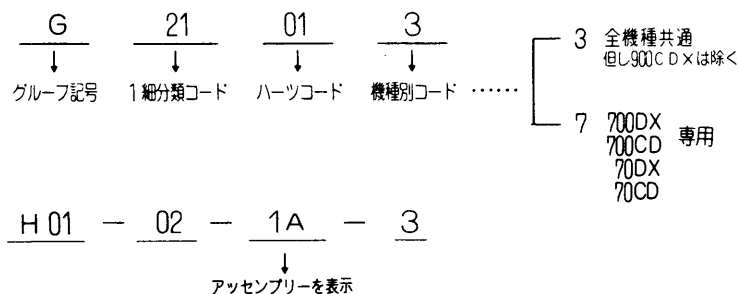 G 21 01 3
グループ記号 1細分類コード パーツコード 機種別コード ……
3 全機種共通
但し900CDXは除く
7 700DX
700CD
専用
70DX
70CD
H01 - 02 - 1A - 3
アッセンブリーを表示